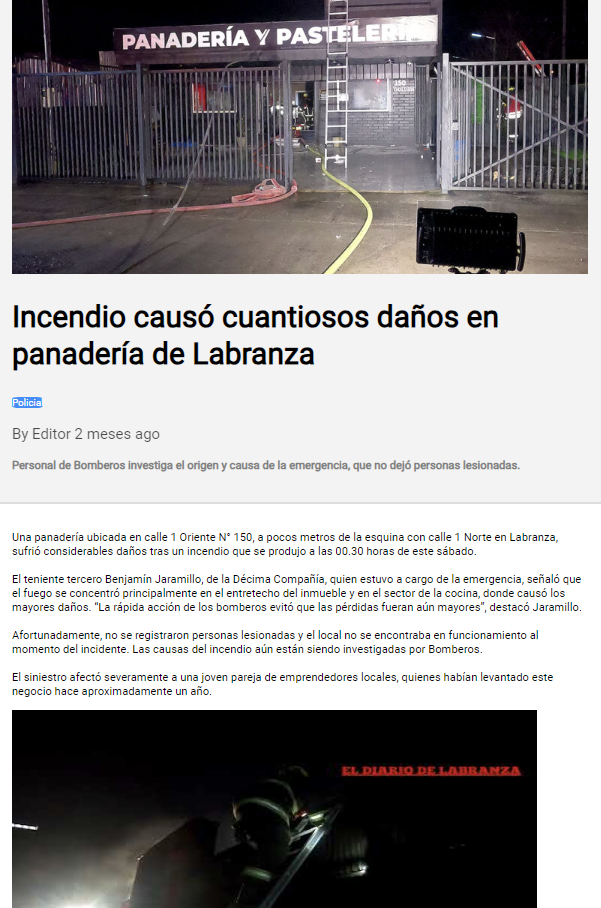 PANADERÍA Y PASTELERÍA
150
Incendio causó cuantiosos daños en
panadería de Labranza
Policia
By Editor 2 meses ago
Personal de Bomberos investiga el origen y causa de la emergencia, que no dejó personas lesionadas.
Una panadería ubicada en calle 1 Oriente N° 150, a pocos metros de la esquina con calle 1 Norte en Labranza,
sufrió considerables daños tras un incendio que se produjo a las 00.30 horas de este sábado.
El teniente tercero Benjamín Jaramillo, de la Décima Compañía, quien estuvo a cargo de la emergencia, señaló que
el fuego se concentró principalmente en el entretecho del inmueble y en el sector de la cocina, donde causó los
mayores daños. “La rápida acción de los bomberos evitó que las pérdidas fueran aún mayores”, destacó Jaramillo.
Afortunadamente, no se registraron personas lesionadas y el local no se encontraba en funcionamiento al
momento del incidente. Las causas del incendio aún están siendo investigadas por Bomberos.
El siniestro afectó severamente a una joven pareja de emprendedores locales, quienes habían levantado este
negocio hace aproximadamente un año.
EL DIARIO DE LABRANZA